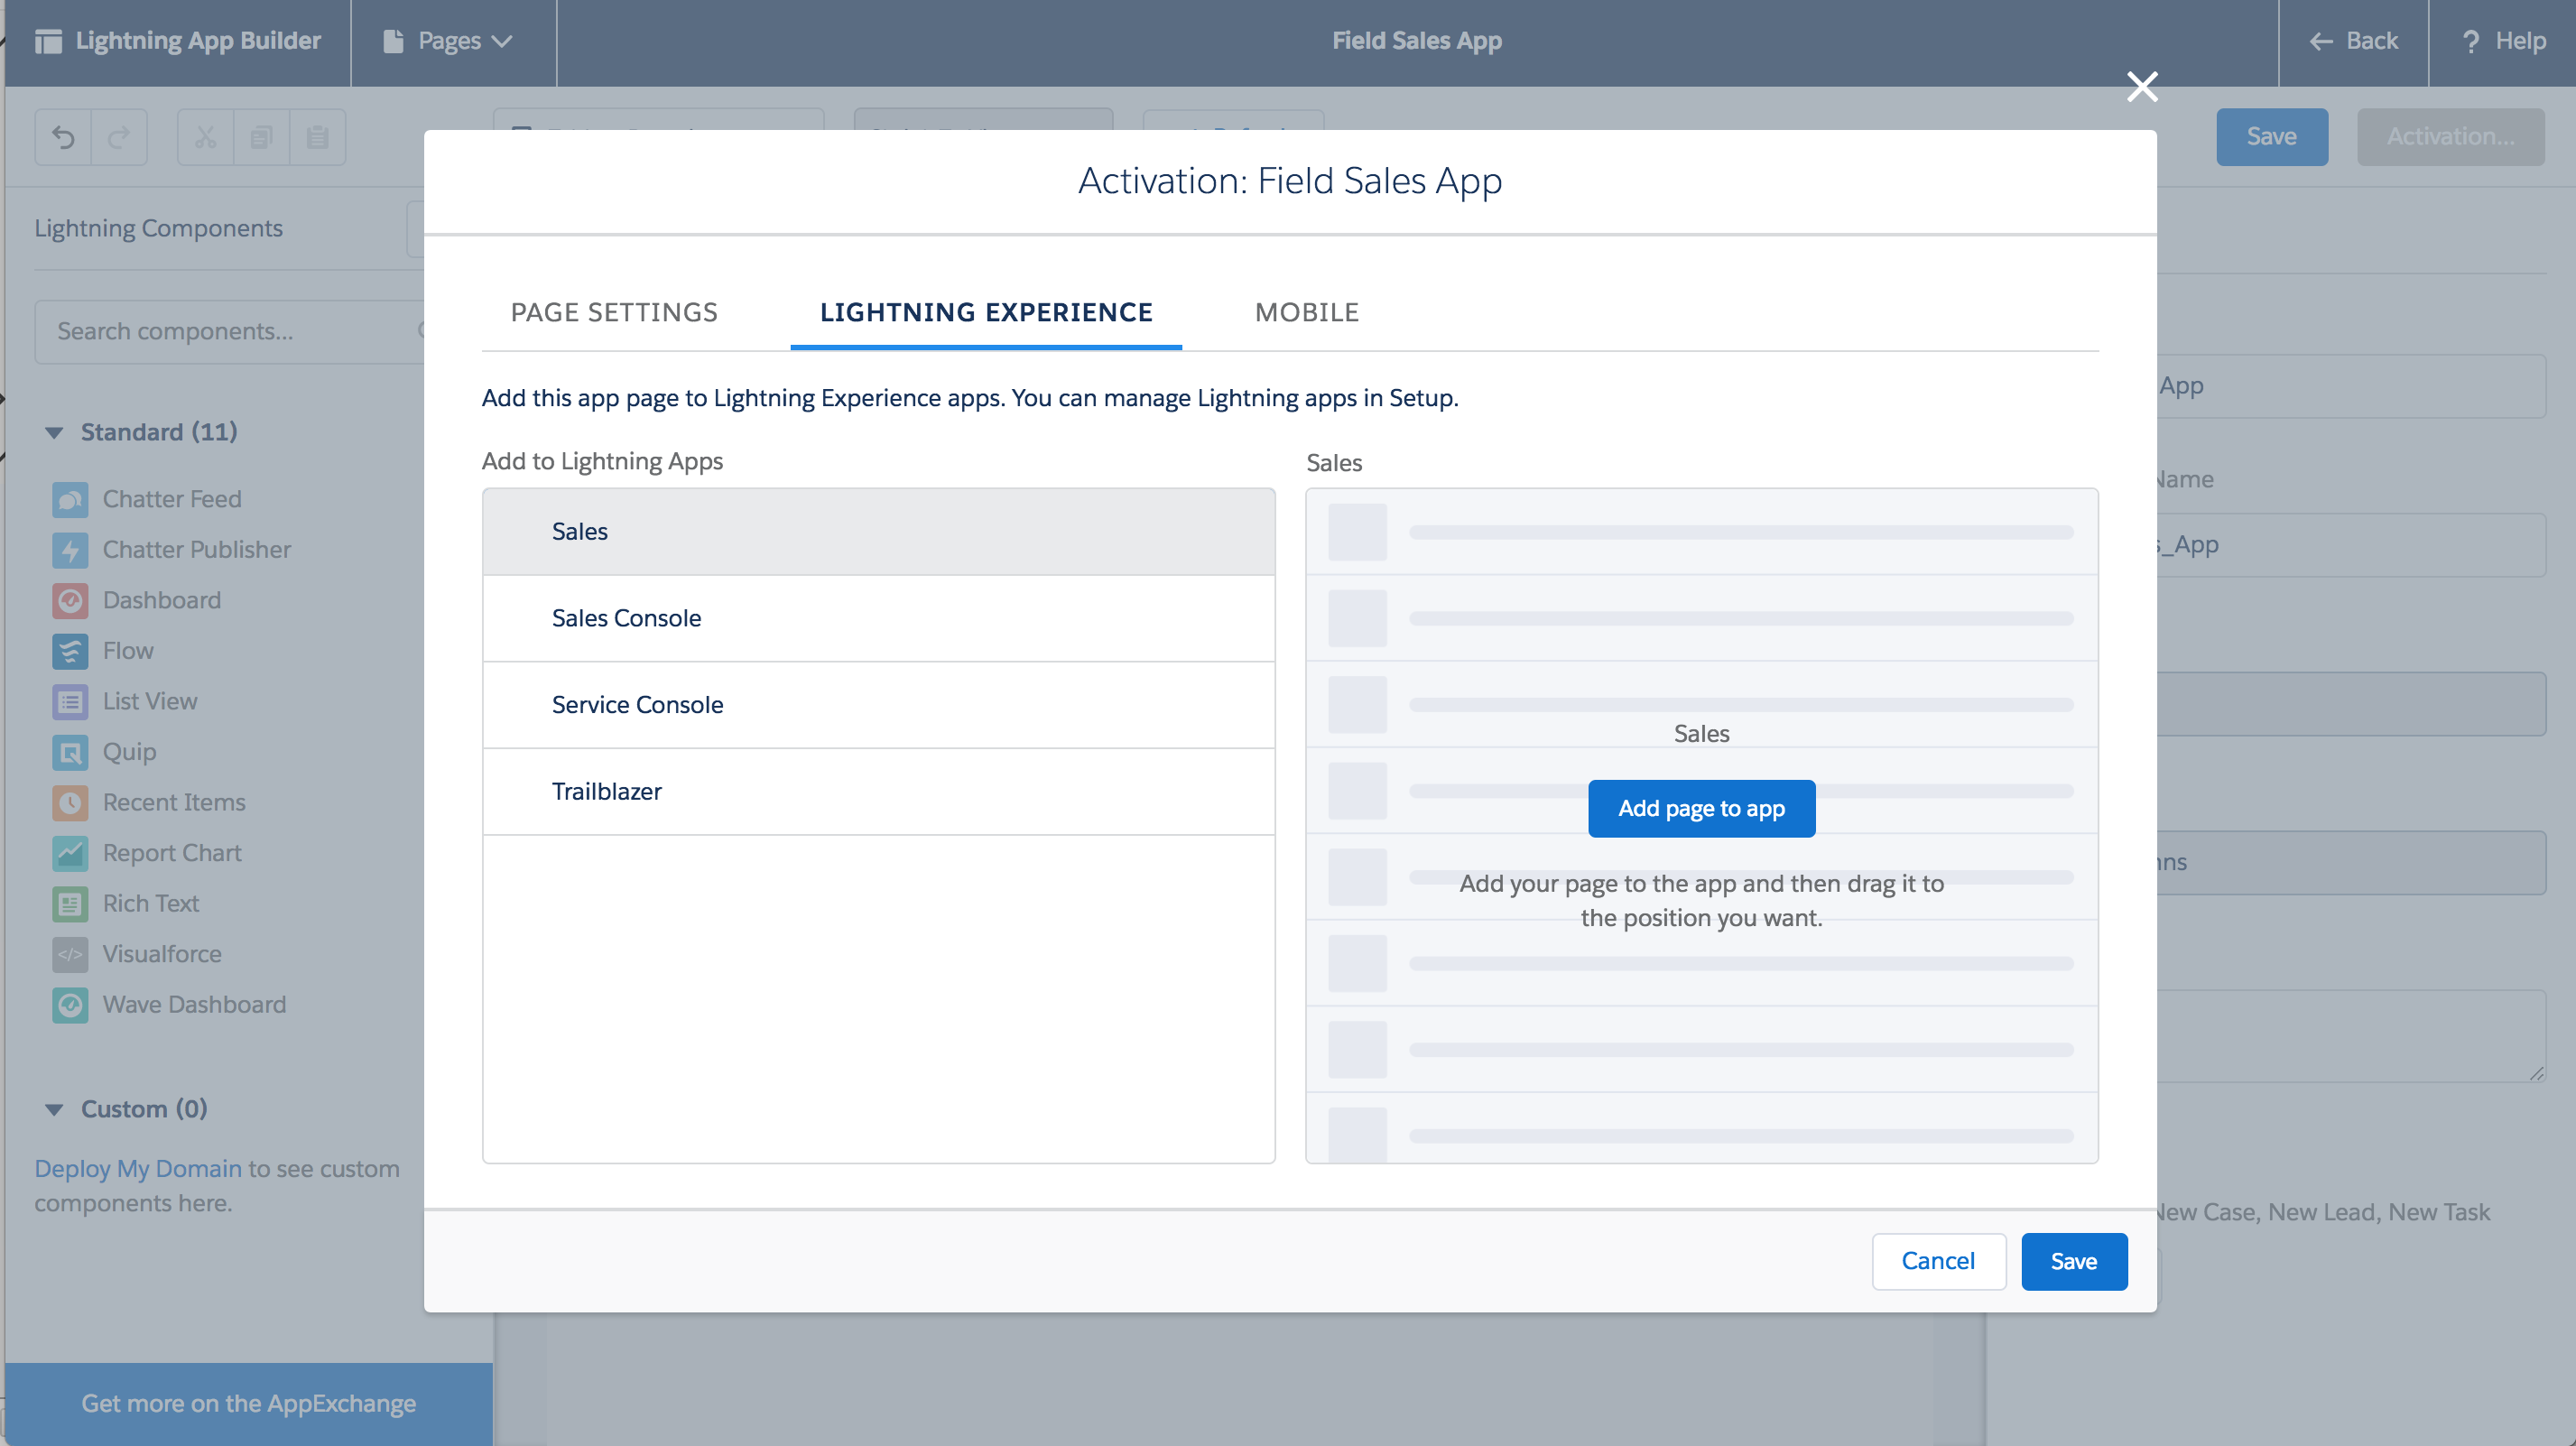 Lightning App Builder
Pages
Field Sales App
Back
? Help
Save
Activation...
Activation: Field Sales App
Lightning Components
PAGE SETTINGS
LIGHTNING EXPERIENCE
MOBILE
Search components...
Add this app page to Lightning Experience apps. You can manage Lightning apps in Setup.
App
Standard (11)
Add to Lightning Apps
Sales
Name
Chatter Feed
Chatter Publisher
Dashboard
Flow
List View
Quip
Recent Items
Report Chart
Rich Text
Visualforce
Wave Dashboard
Sales
Sales Console
Service Console
Trailblazer
Sales
Add page to app
Add your page to the app and then drag it to
the position you want.
s_App
Custom (0)
Deploy My Domain to see custom
components here.
New Case, New Lead, New Task
Cancel
Save
Get more on the AppExchange